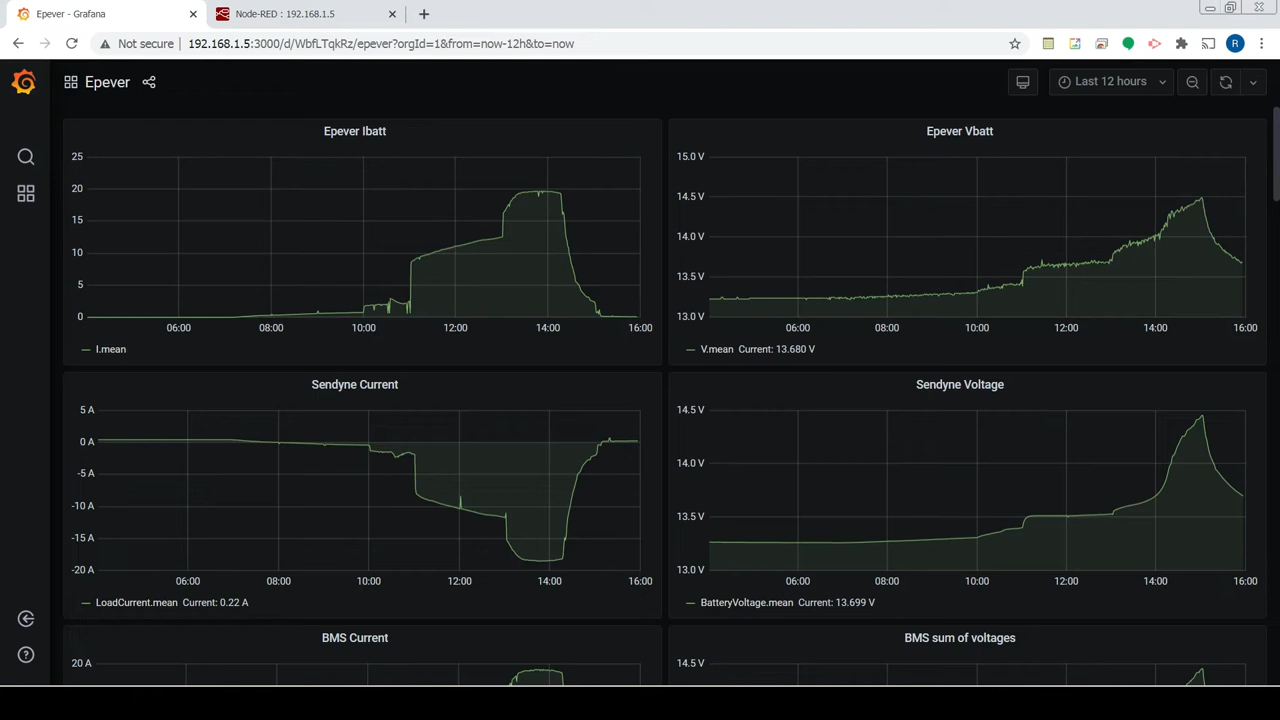 Epever - Grafana
Node-RED : 192.168.1.5
Not secure 192.168.1.5:3000/d/WbfLTqkRz/epever?orgId=1&from=now-12h&to=now
R
Epever
Last 12 hours
Epever Ibatt
25
20
15
10
5
0
06:00 08:00 10:00 12:00 14:00 16:00
I.mean
Epever Vbatt
15.0 V
14.5 V
14.0 V
13.5 V
13.0 V
06:00 08:00 10:00 12:00 14:00 16:00
V.mean Current: 13.680 V
Sendyne Current
5 A
0 A
-5 A
-10 A
-15 A
-20 A
06:00 08:00 10:00 12:00 14:00 16:00
LoadCurrent.mean Current: 0.22 A
Sendyne Voltage
14.5 V
14.0 V
13.5 V
13.0 V
06:00 08:00 10:00 12:00 14:00 16:00
BatteryVoltage.mean Current: 13.699 V
BMS Current
20 A
BMS sum of voltages
14.5 V